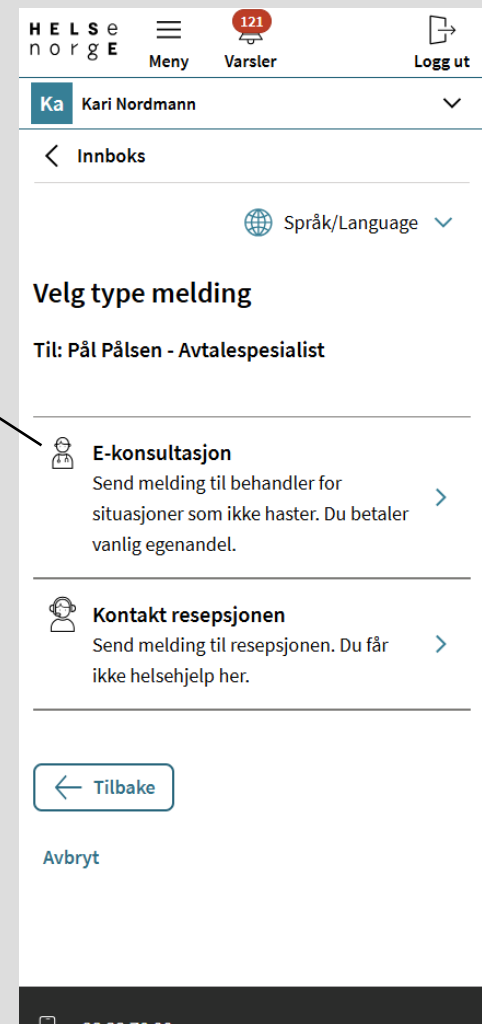 HELSe
norgE
Meny
121
Varsler
Logg ut
Ka Kari Nordmann
Innboks
Språk/Language
Velg type melding
Til: Pål Pålsen - Avtalespesialist
E-konsultasjon
Send melding til behandler for
situasjoner som ikke haster. Du betaler
vanlig egenandel.
Kontakt resepsjonen
Send melding til resepsjonen. Du får
ikke helsehjelp her.
Tilbake
Avbryt